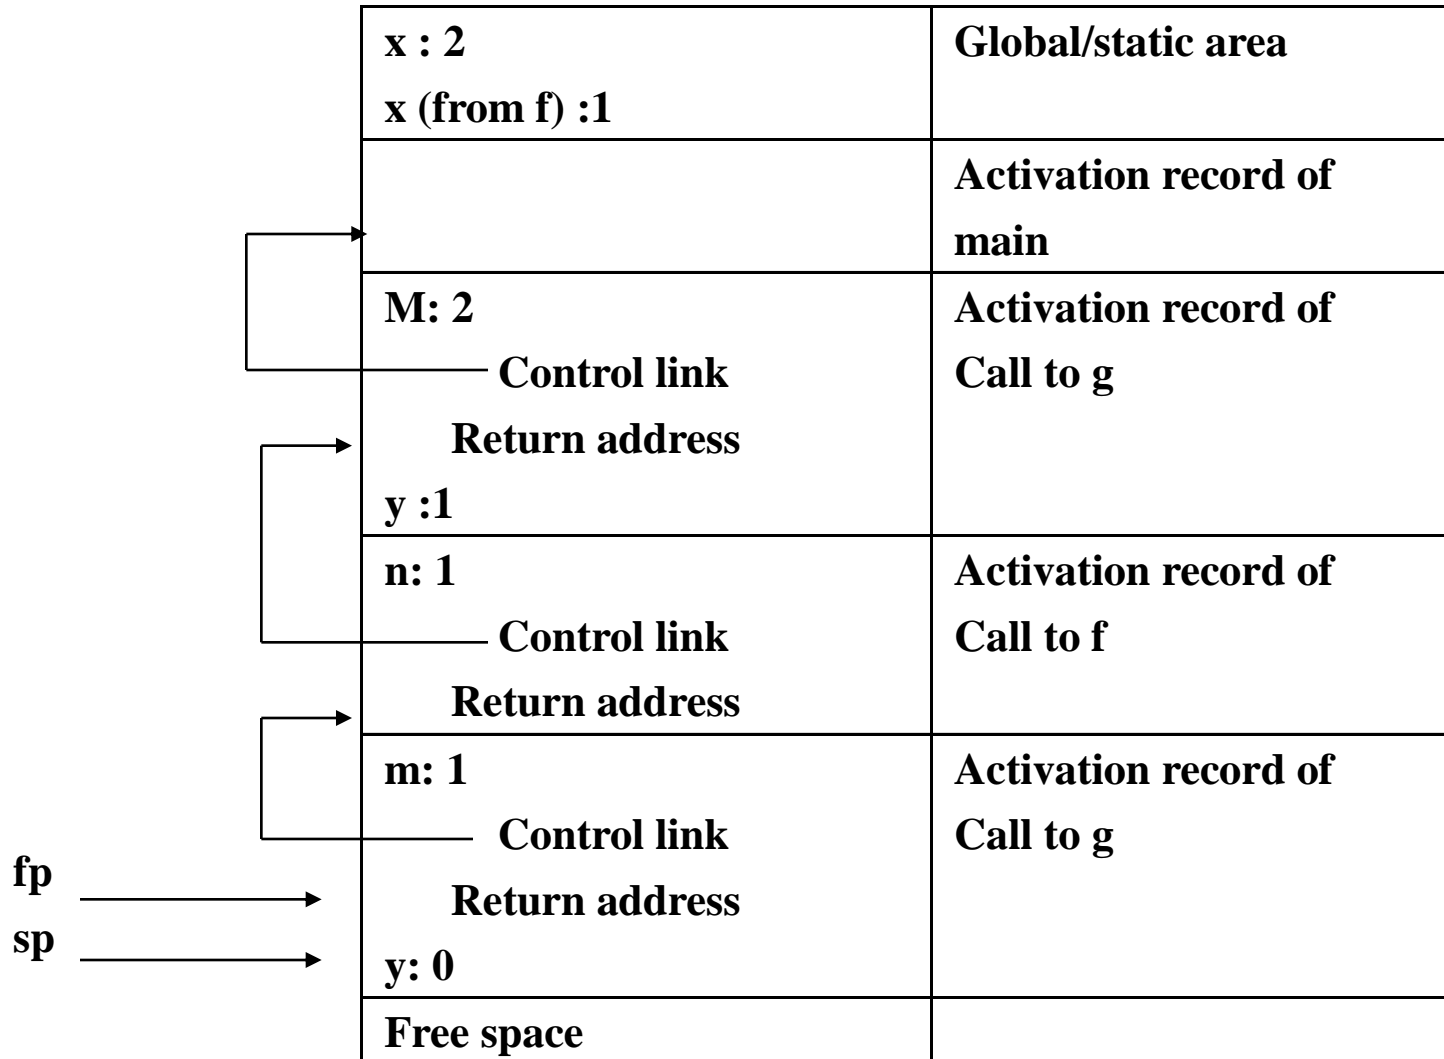 x : 2
x (from f) :1
Global/static area
Activation record of
main
M: 2
Control link
Return address
y :1
Activation record of
Call to g
n: 1
Control link
Return address
Activation record of
Call to f
m: 1
Control link
Return address
y: 0
Activation record of
Call to g
fp
sp
Free space